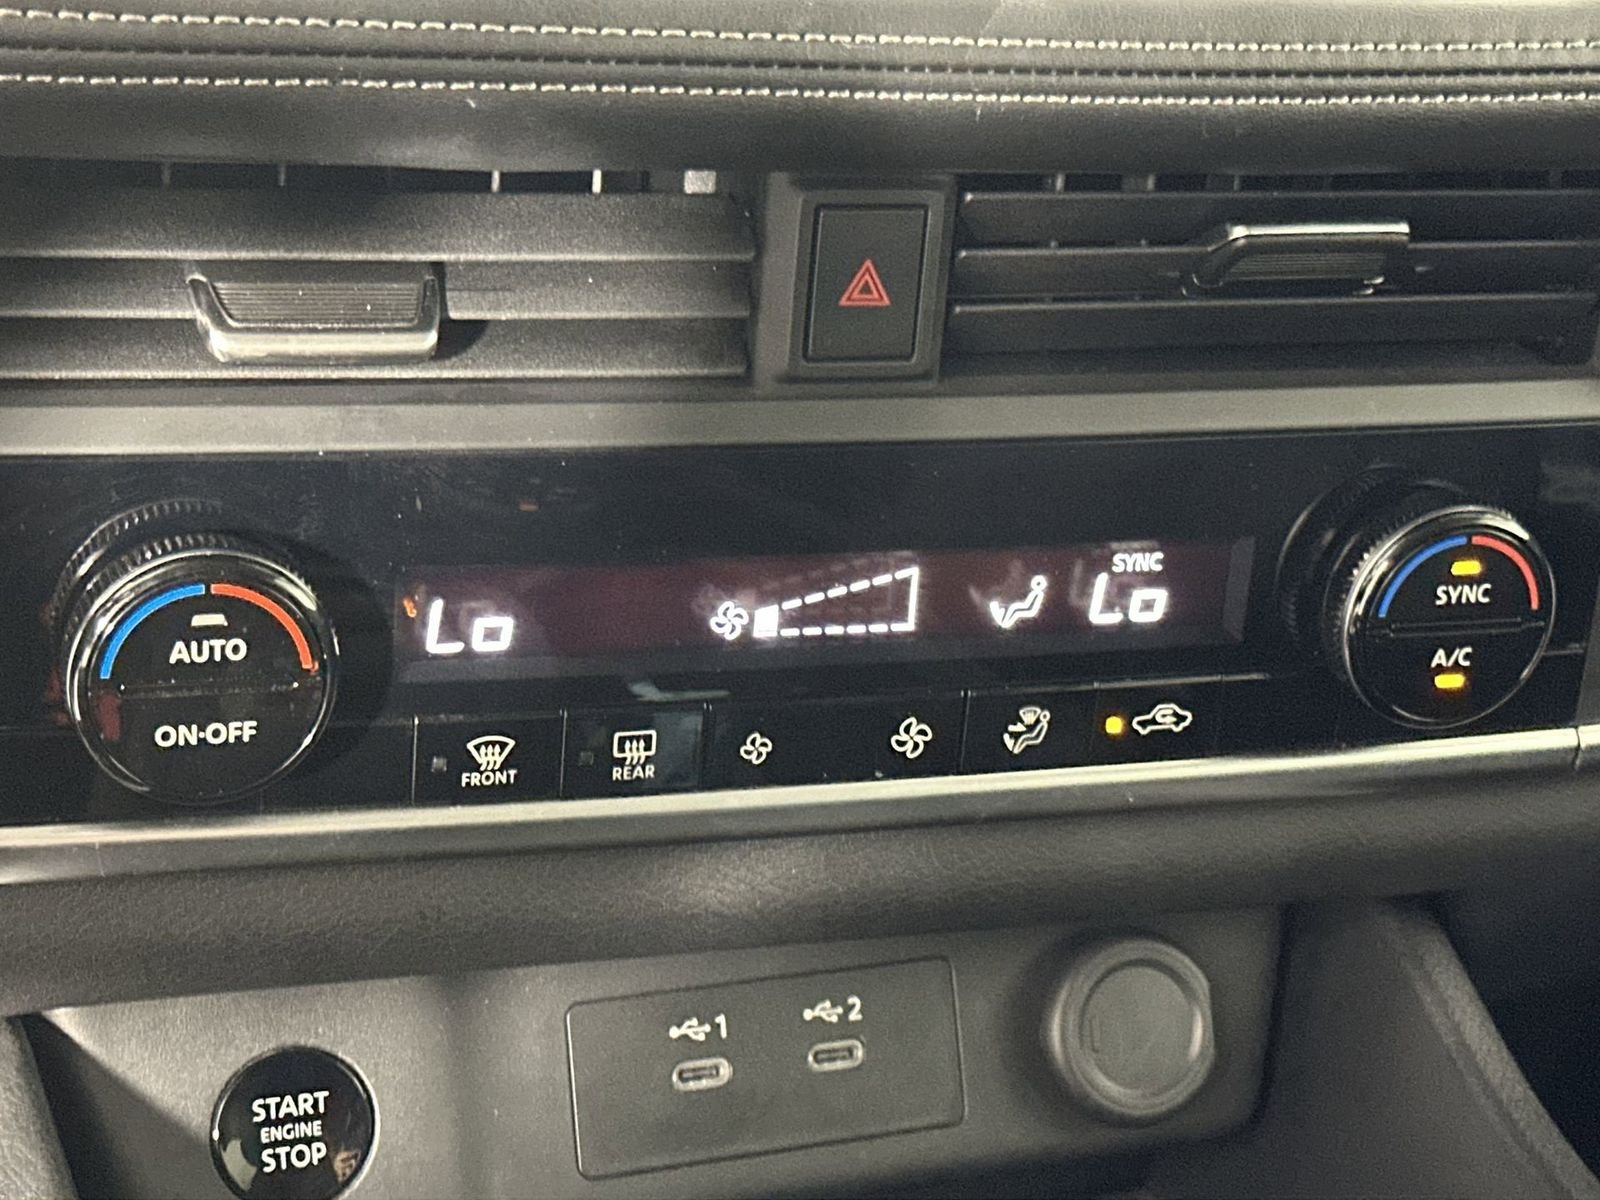 SYNC
Lo
Lo
AUTO
ON·OFF
SYNC
A/C
FRONT
REAR
1
2
START
ENGINE
STOP